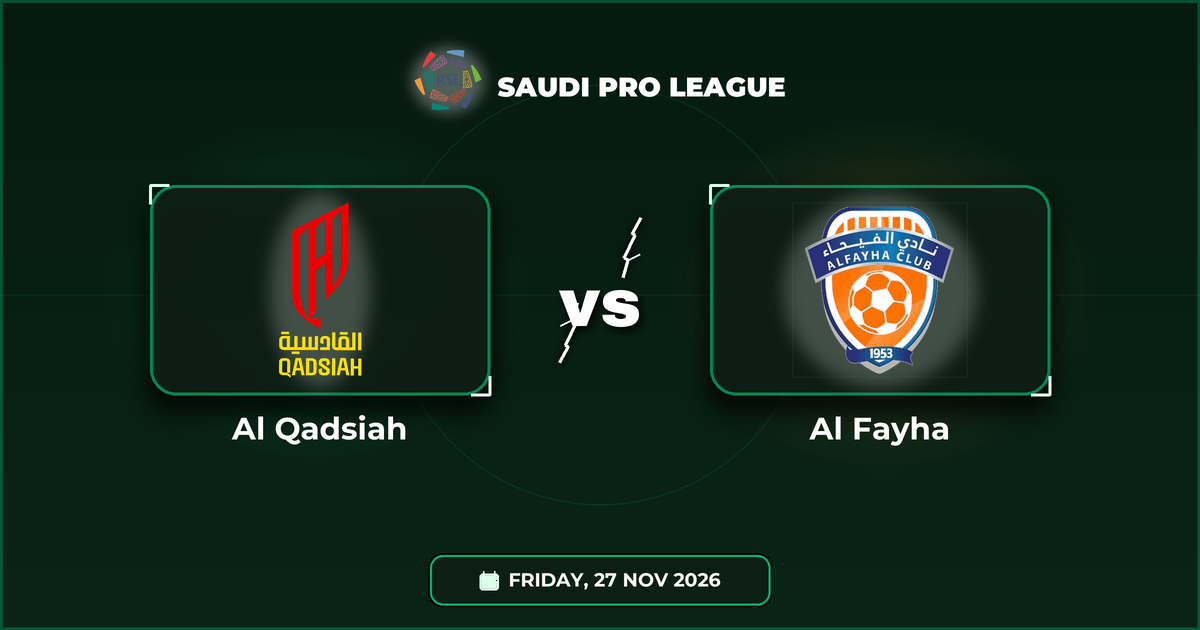 RSL
SAUDI PRO LEAGUE
القادسية
QADSIAH
VS
نادي الفيحاء
ALFAYHA CLUB
1953
Al Qadsiah
Al Fayha
FRIDAY, 27 NOV 2026